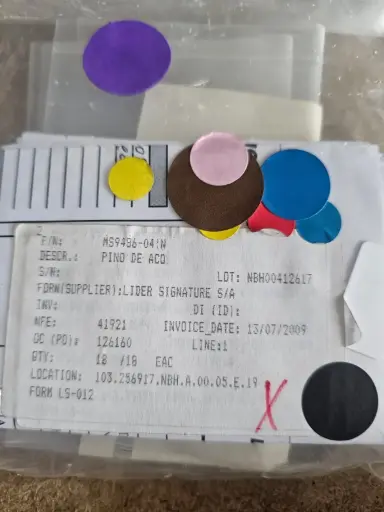 P/N: MS9486-04!N
DESCR.: PINO DE ACO
S/N: LOT: NBH00412617
FORN(SUPPLIER):LIDER SIGNATURE S/A
INV: DI (ID):
NFE: 41921 INVOICE_DATE: 13/07/2009
OC (PO): 126160 LINE:1
QTY: 18 /18 EAC
LOCATION: 103.256917.NBH.A.00.05.E.19
FORM LS-012
X